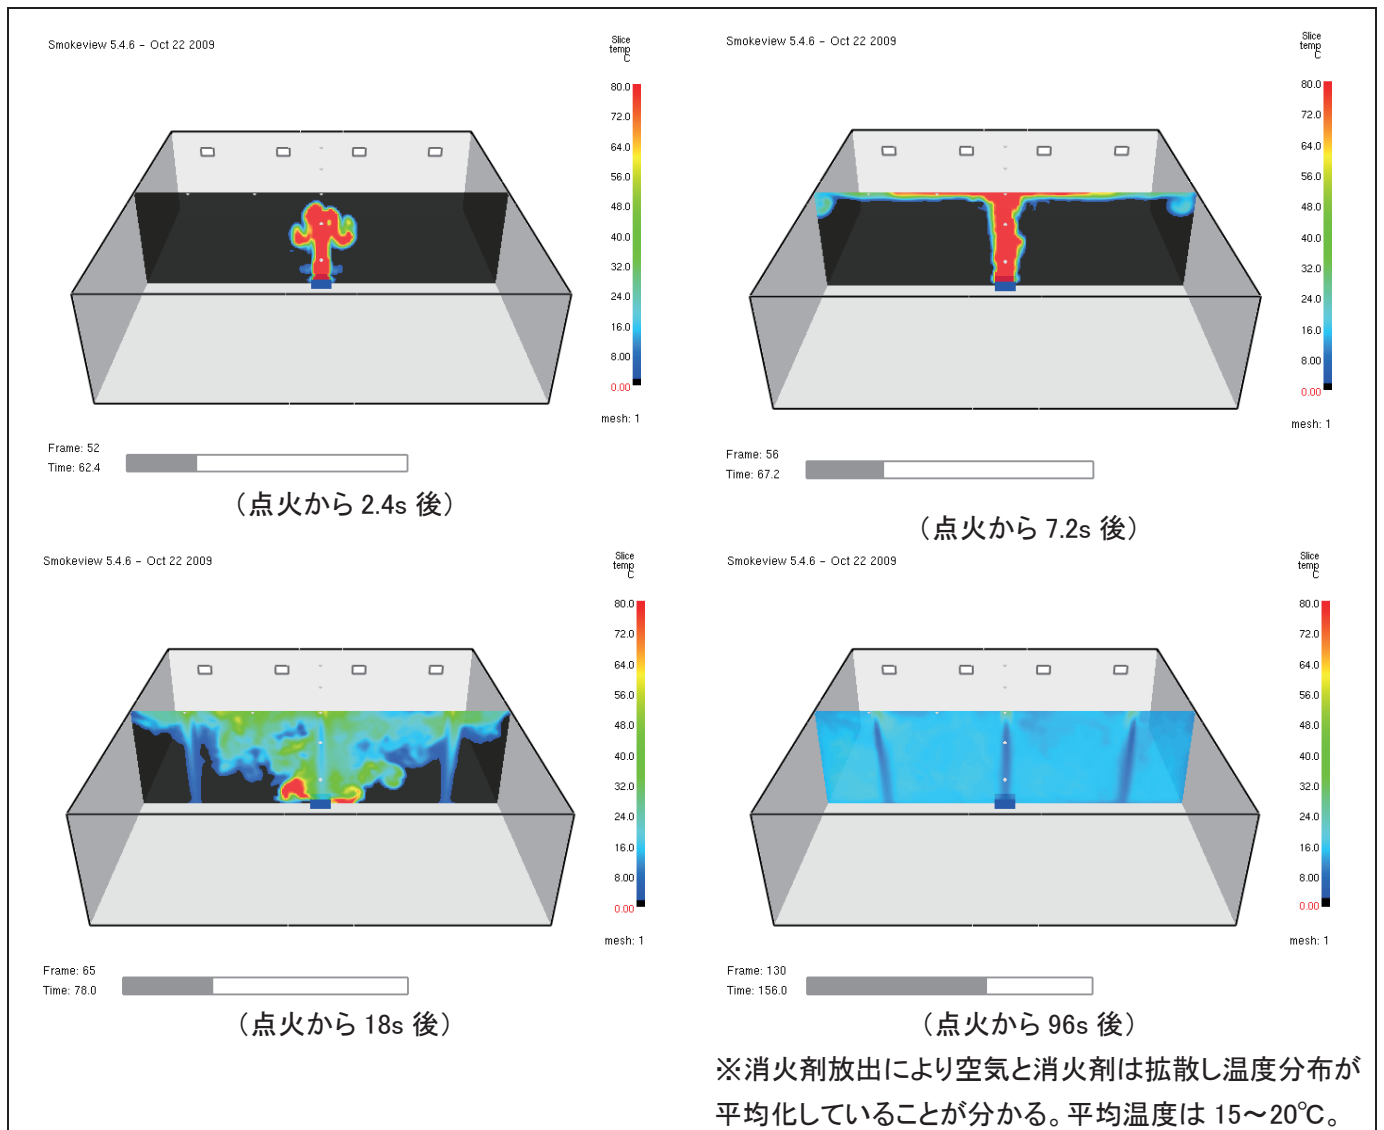 Smokeview 5.4.6 - Oct 22 2009
Slice
temp
C
80.0
72.0
64.0
56.0
48.0
40.0
32.0
24.0
16.0
8.00
0.00
mesh: 1
Frame: 52
Time: 62.4
（点火から 2.4s 後）
Smokeview 5.4.6 - Oct 22 2009
Slice
temp
C
80.0
72.0
64.0
56.0
48.0
40.0
32.0
24.0
16.0
8.00
0.00
mesh: 1
Frame: 56
Time: 67.2
（点火から 7.2s 後）
Smokeview 5.4.6 - Oct 22 2009
Slice
temp
C
80.0
72.0
64.0
56.0
48.0
40.0
32.0
24.0
16.0
8.00
0.00
mesh: 1
Frame: 65
Time: 78.0
（点火から 18s 後）
Smokeview 5.4.6 - Oct 22 2009
Slice
temp
C
80.0
72.0
64.0
56.0
48.0
40.0
32.0
24.0
16.0
8.00
0.00
mesh: 1
Frame: 130
Time: 156.0
（点火から 96s 後）
※消火剤放出により空気と消火剤は拡散し温度分布が
平均化していることが分かる。平均温度は 15～20℃。